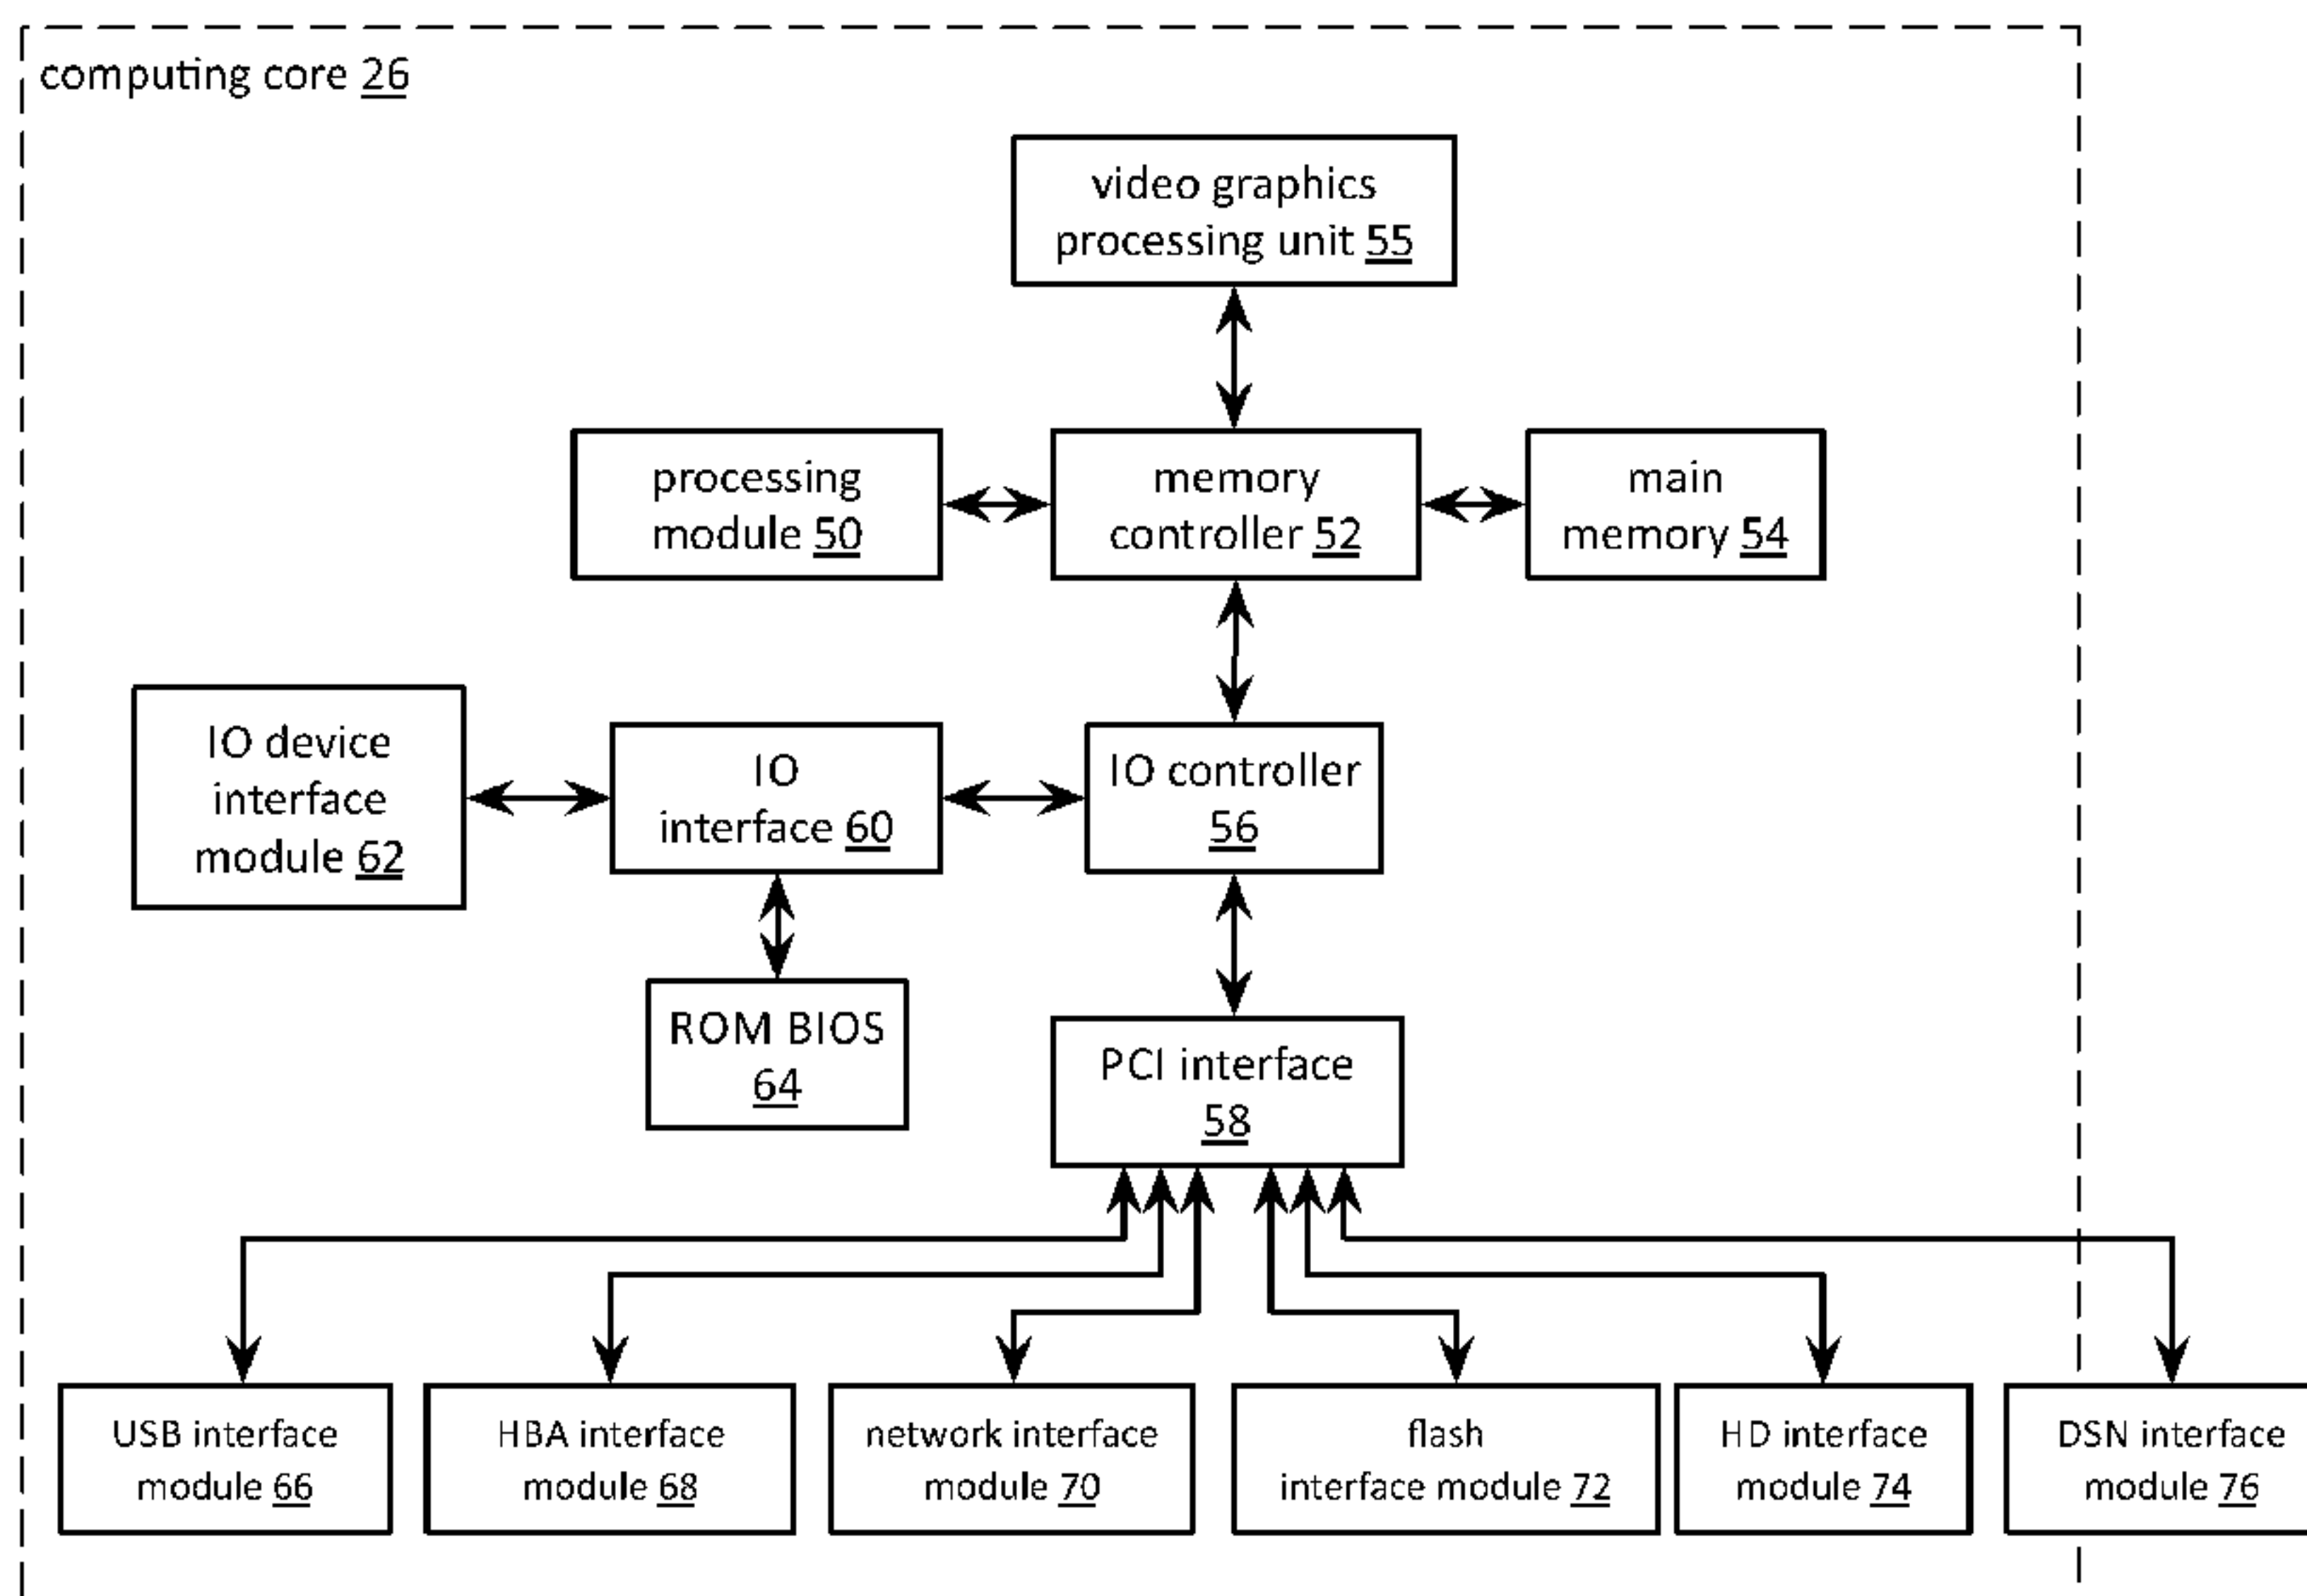 computing core 26
video graphics
processing unit 55
processing
module 50
memory
controller 52
main
memory 54
IO device
interface
module 62
IO
interface 60
IO controller
56
ROM BIOS
64
PCI interface
58
USB interface
module 66
HBA interface
module 68
network interface
module 70
flash
interface module 72
HD interface
module 74
DSN interface
module 76